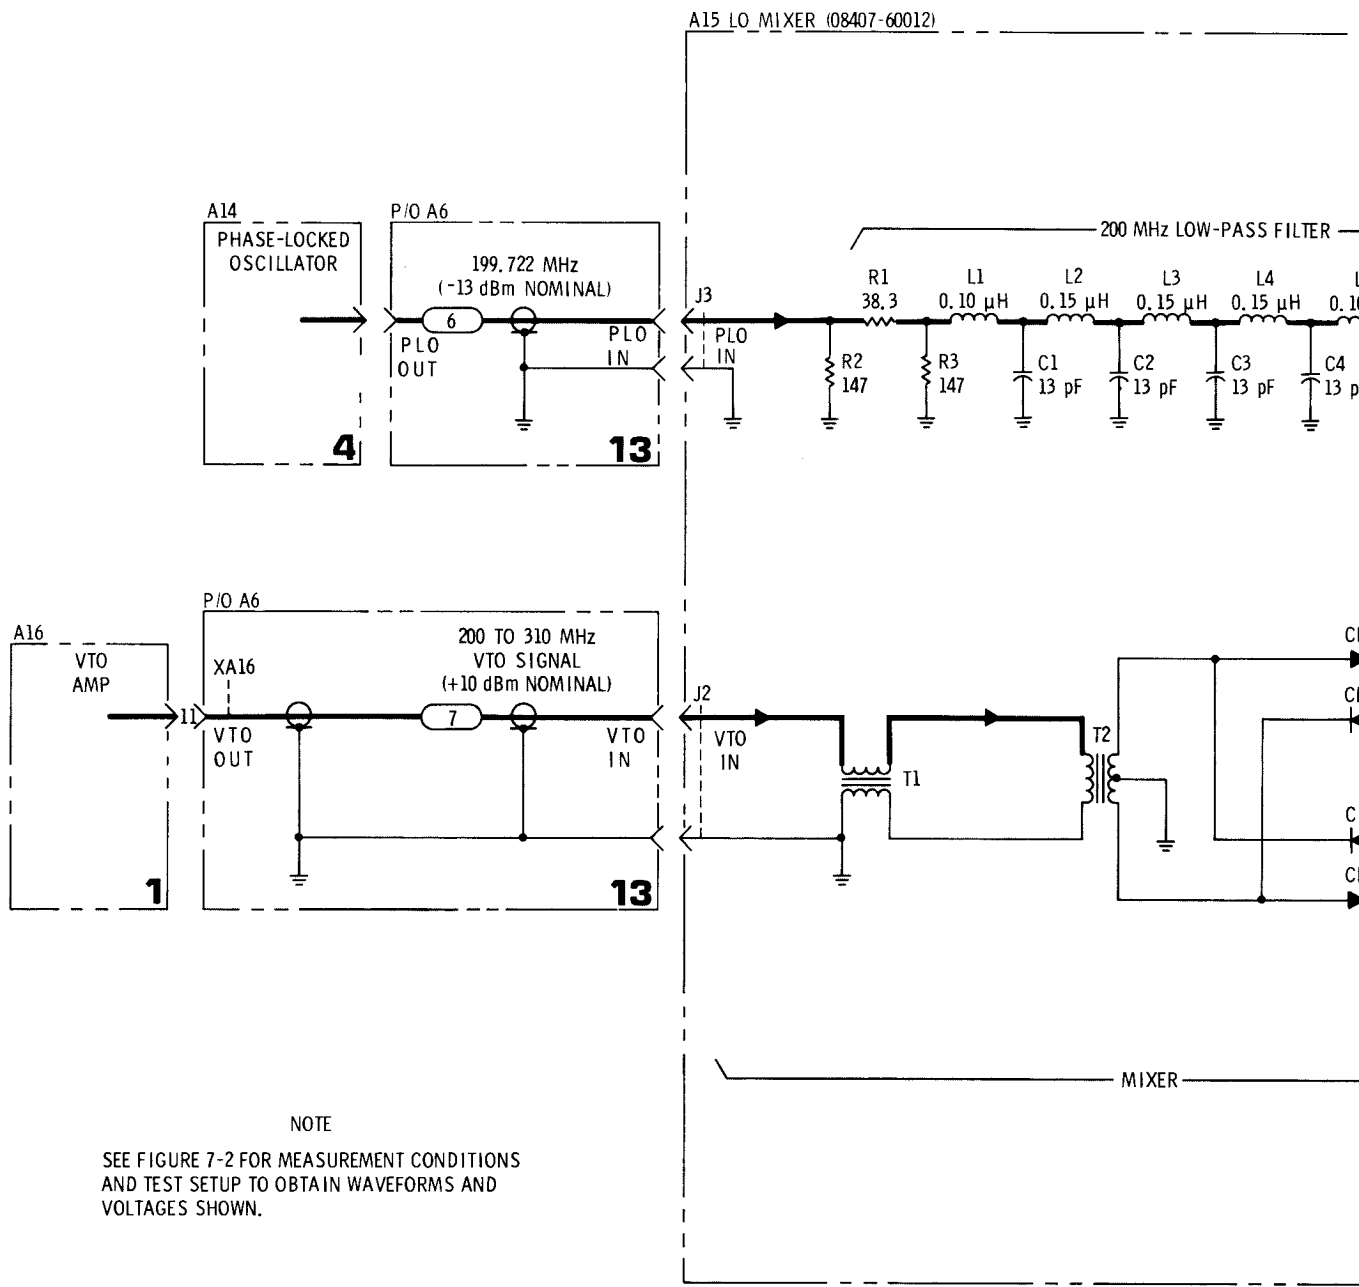 A15 LO MIXER (08407-60012)
A14
P/O A6
PHASE-LOCKED
OSCILLATOR
199.722 MHz
(-13 dBm NOMINAL)
6
PLO
OUT
PLO
IN
J3
PLO
IN
4
13
200 MHz LOW-PASS FILTER
R1
38.3
L1
0.10 µH
L2
0.15 µH
L3
0.15 µH
L4
0.15 µH
R2
147
R3
147
C1
13 pF
C2
13 pF
C3
13 pF
C4
A16
VTO
AMP
P/O A6
XA16
200 TO 310 MHz
VTO SIGNAL
(+10 dBm NOMINAL)
11
7
VTO
OUT
VTO
IN
J2
VTO
IN
T1
T2
1
13
MIXER
NOTE
SEE FIGURE 7-2 FOR MEASUREMENT CONDITIONS
AND TEST SETUP TO OBTAIN WAVEFORMS AND
VOLTAGES SHOWN.